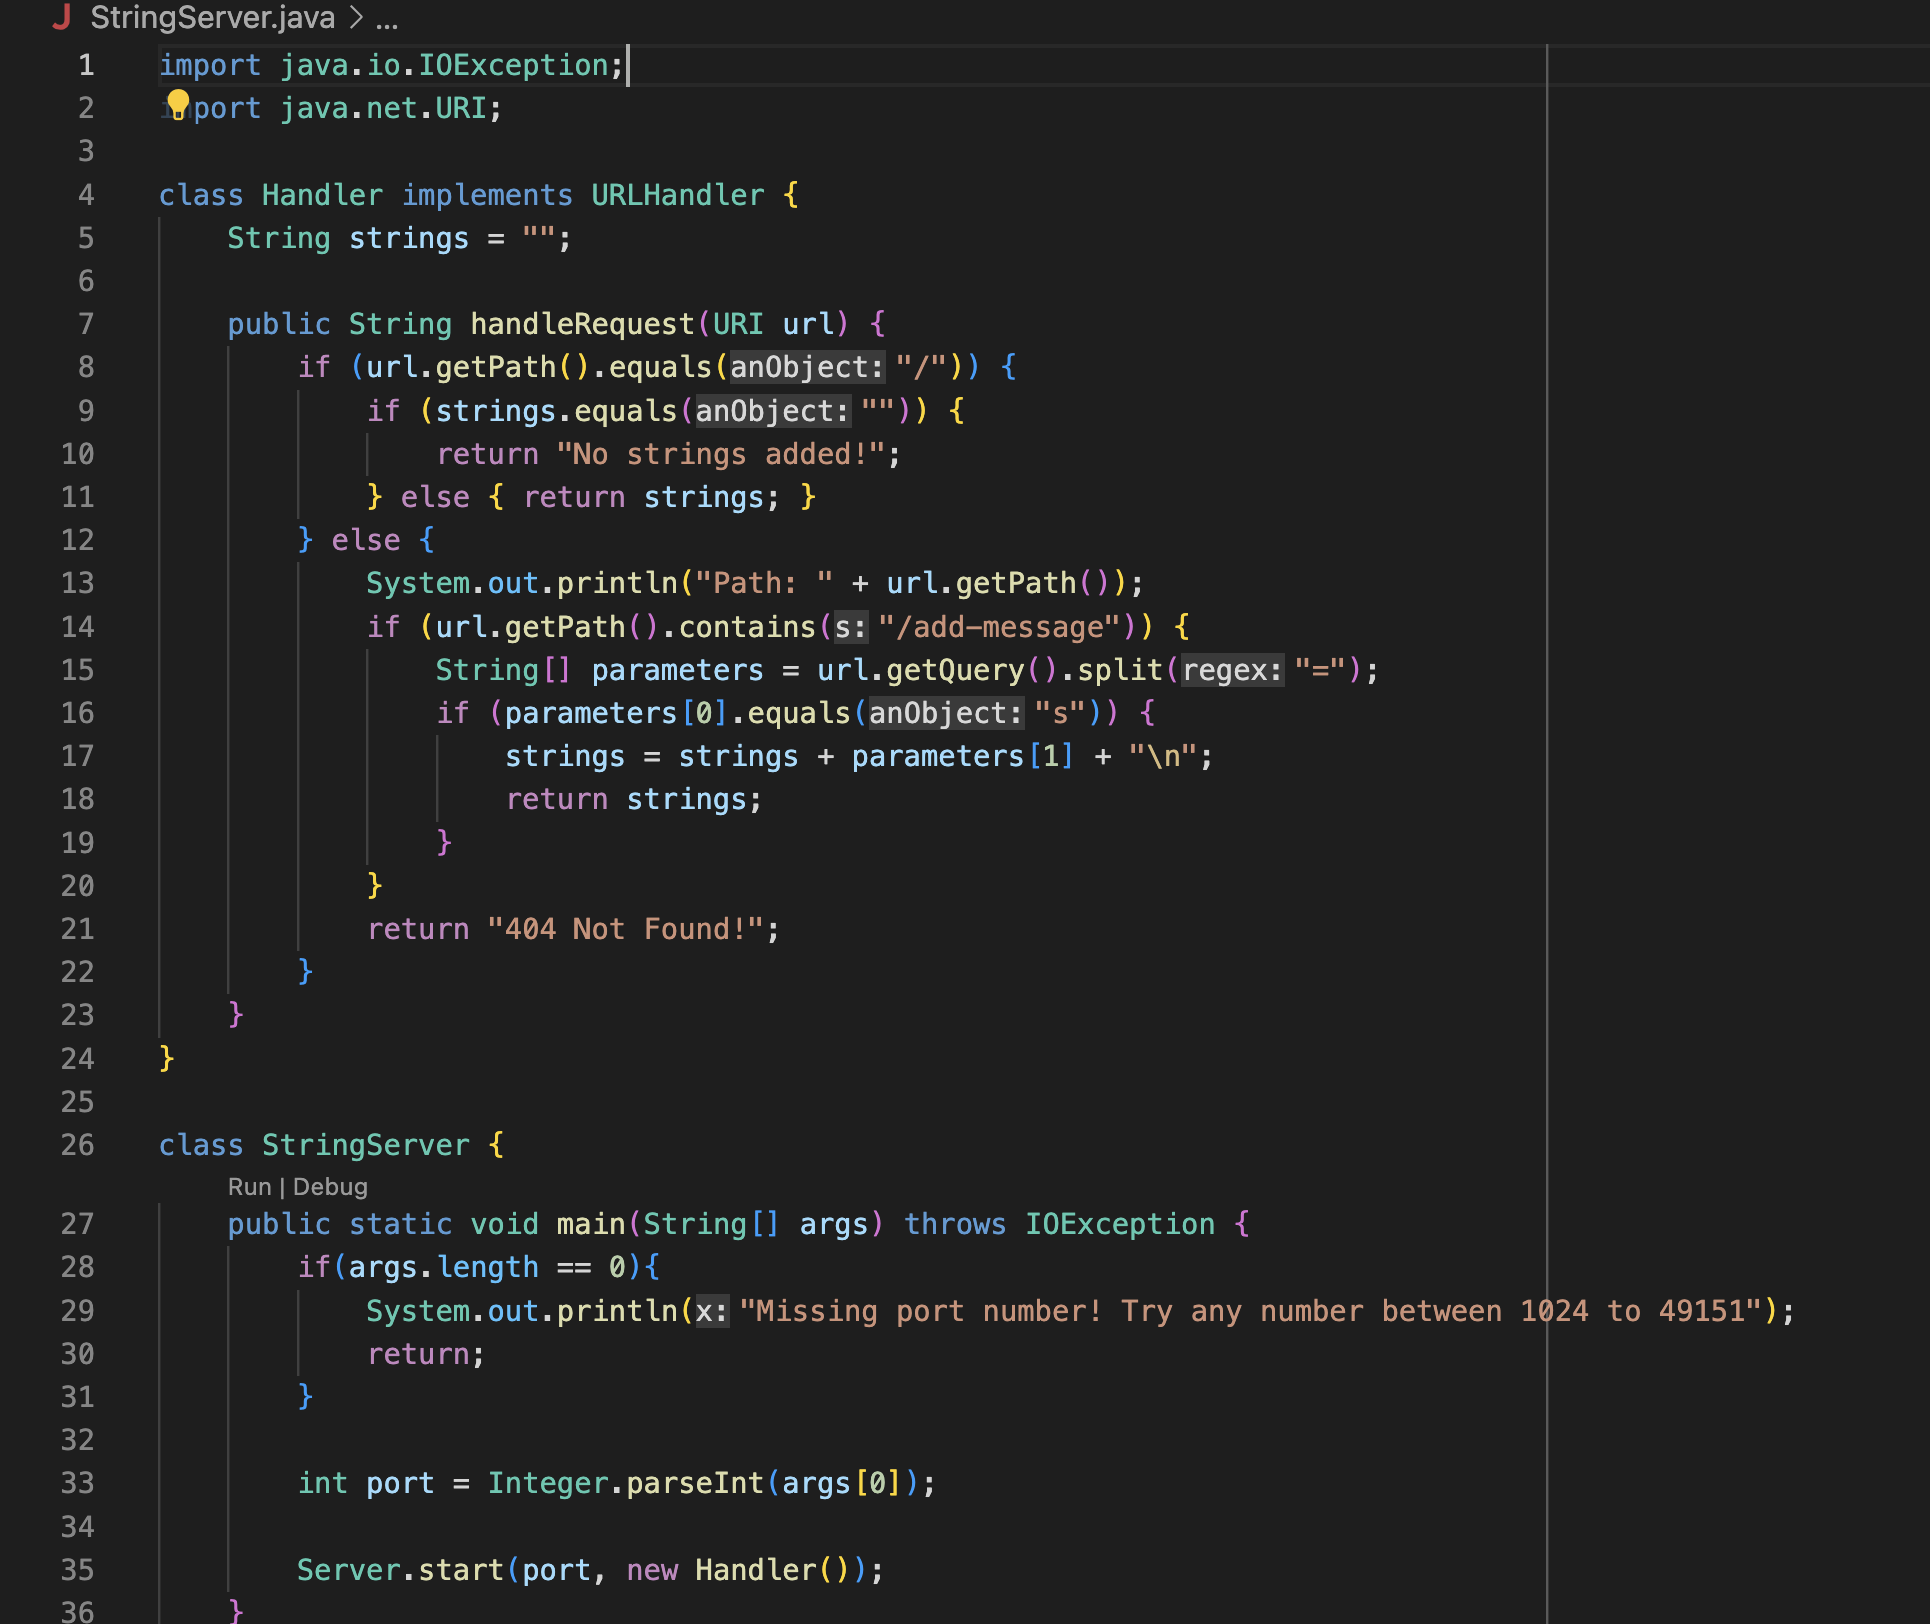 StringServer.java > ...
1 import java.io.IOException;
2 import java.net.URI;
3
4 class Handler implements URLHandler {
5 String strings = "";
6
7 public String handleRequest(URI url) {
8 if (url.getPath().equals(anObject: "/")) {
9 if (strings.equals(anObject: "")) {
10 return "No strings added!";
11 } else { return strings; }
12 } else {
13 System.out.println("Path: " + url.getPath());
14 if (url.getPath().contains(s: "/add-message")) {
15 String[] parameters = url.getQuery().split(regex: "=");
16 if (parameters[0].equals(anObject: "s")) {
17 strings = strings + parameters[1] + "\n";
18 return strings;
19 }
20 }
21 return "404 Not Found!";
22 }
23 }
24 }
25
26 class StringServer {
Run | Debug
27 public static void main(String[] args) throws IOException {
28 if(args.length == 0){
29 System.out.println(x: "Missing port number! Try any number between 1024 to 49151");
30 return;
31 }
32
33 int port = Integer.parseInt(args[0]);
34
35 Server.start(port, new Handler());
36 }